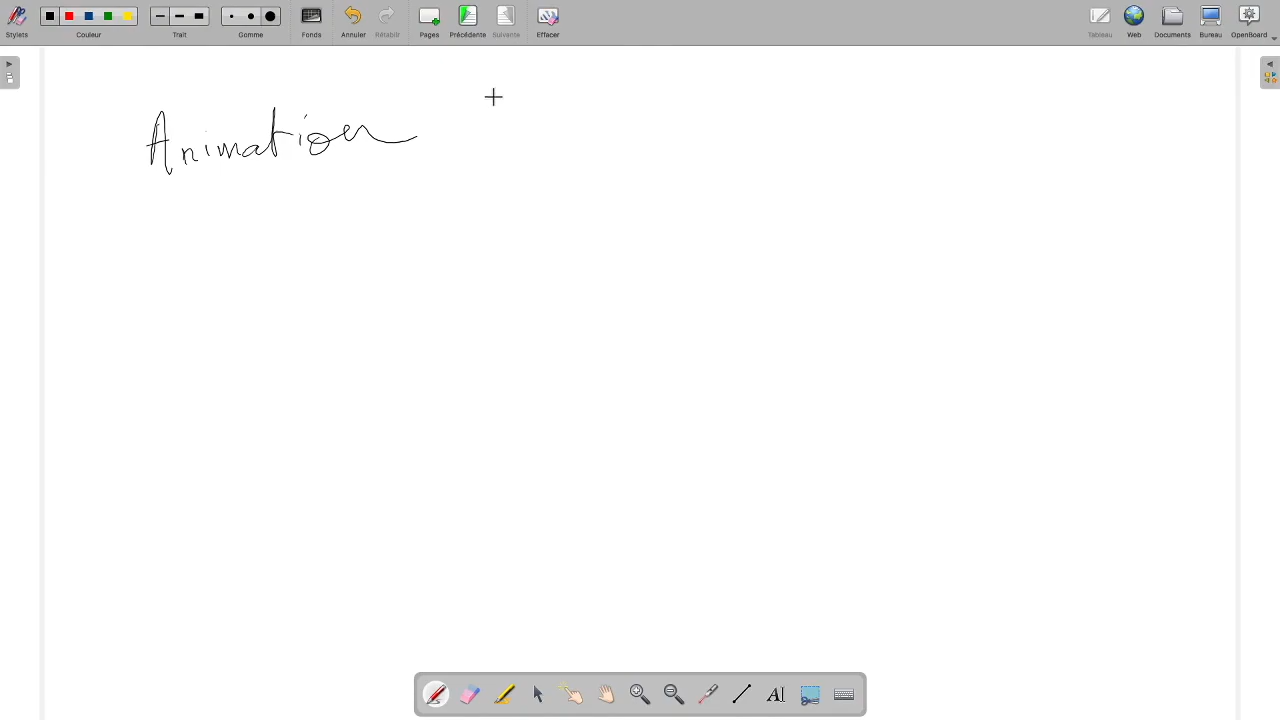 Stylets Couleur Trait Gomme Fonds Annuler Rétablir Pages Précédente Suivante Effacer Tableau Web Documents Bureau OpenBoard
Animation